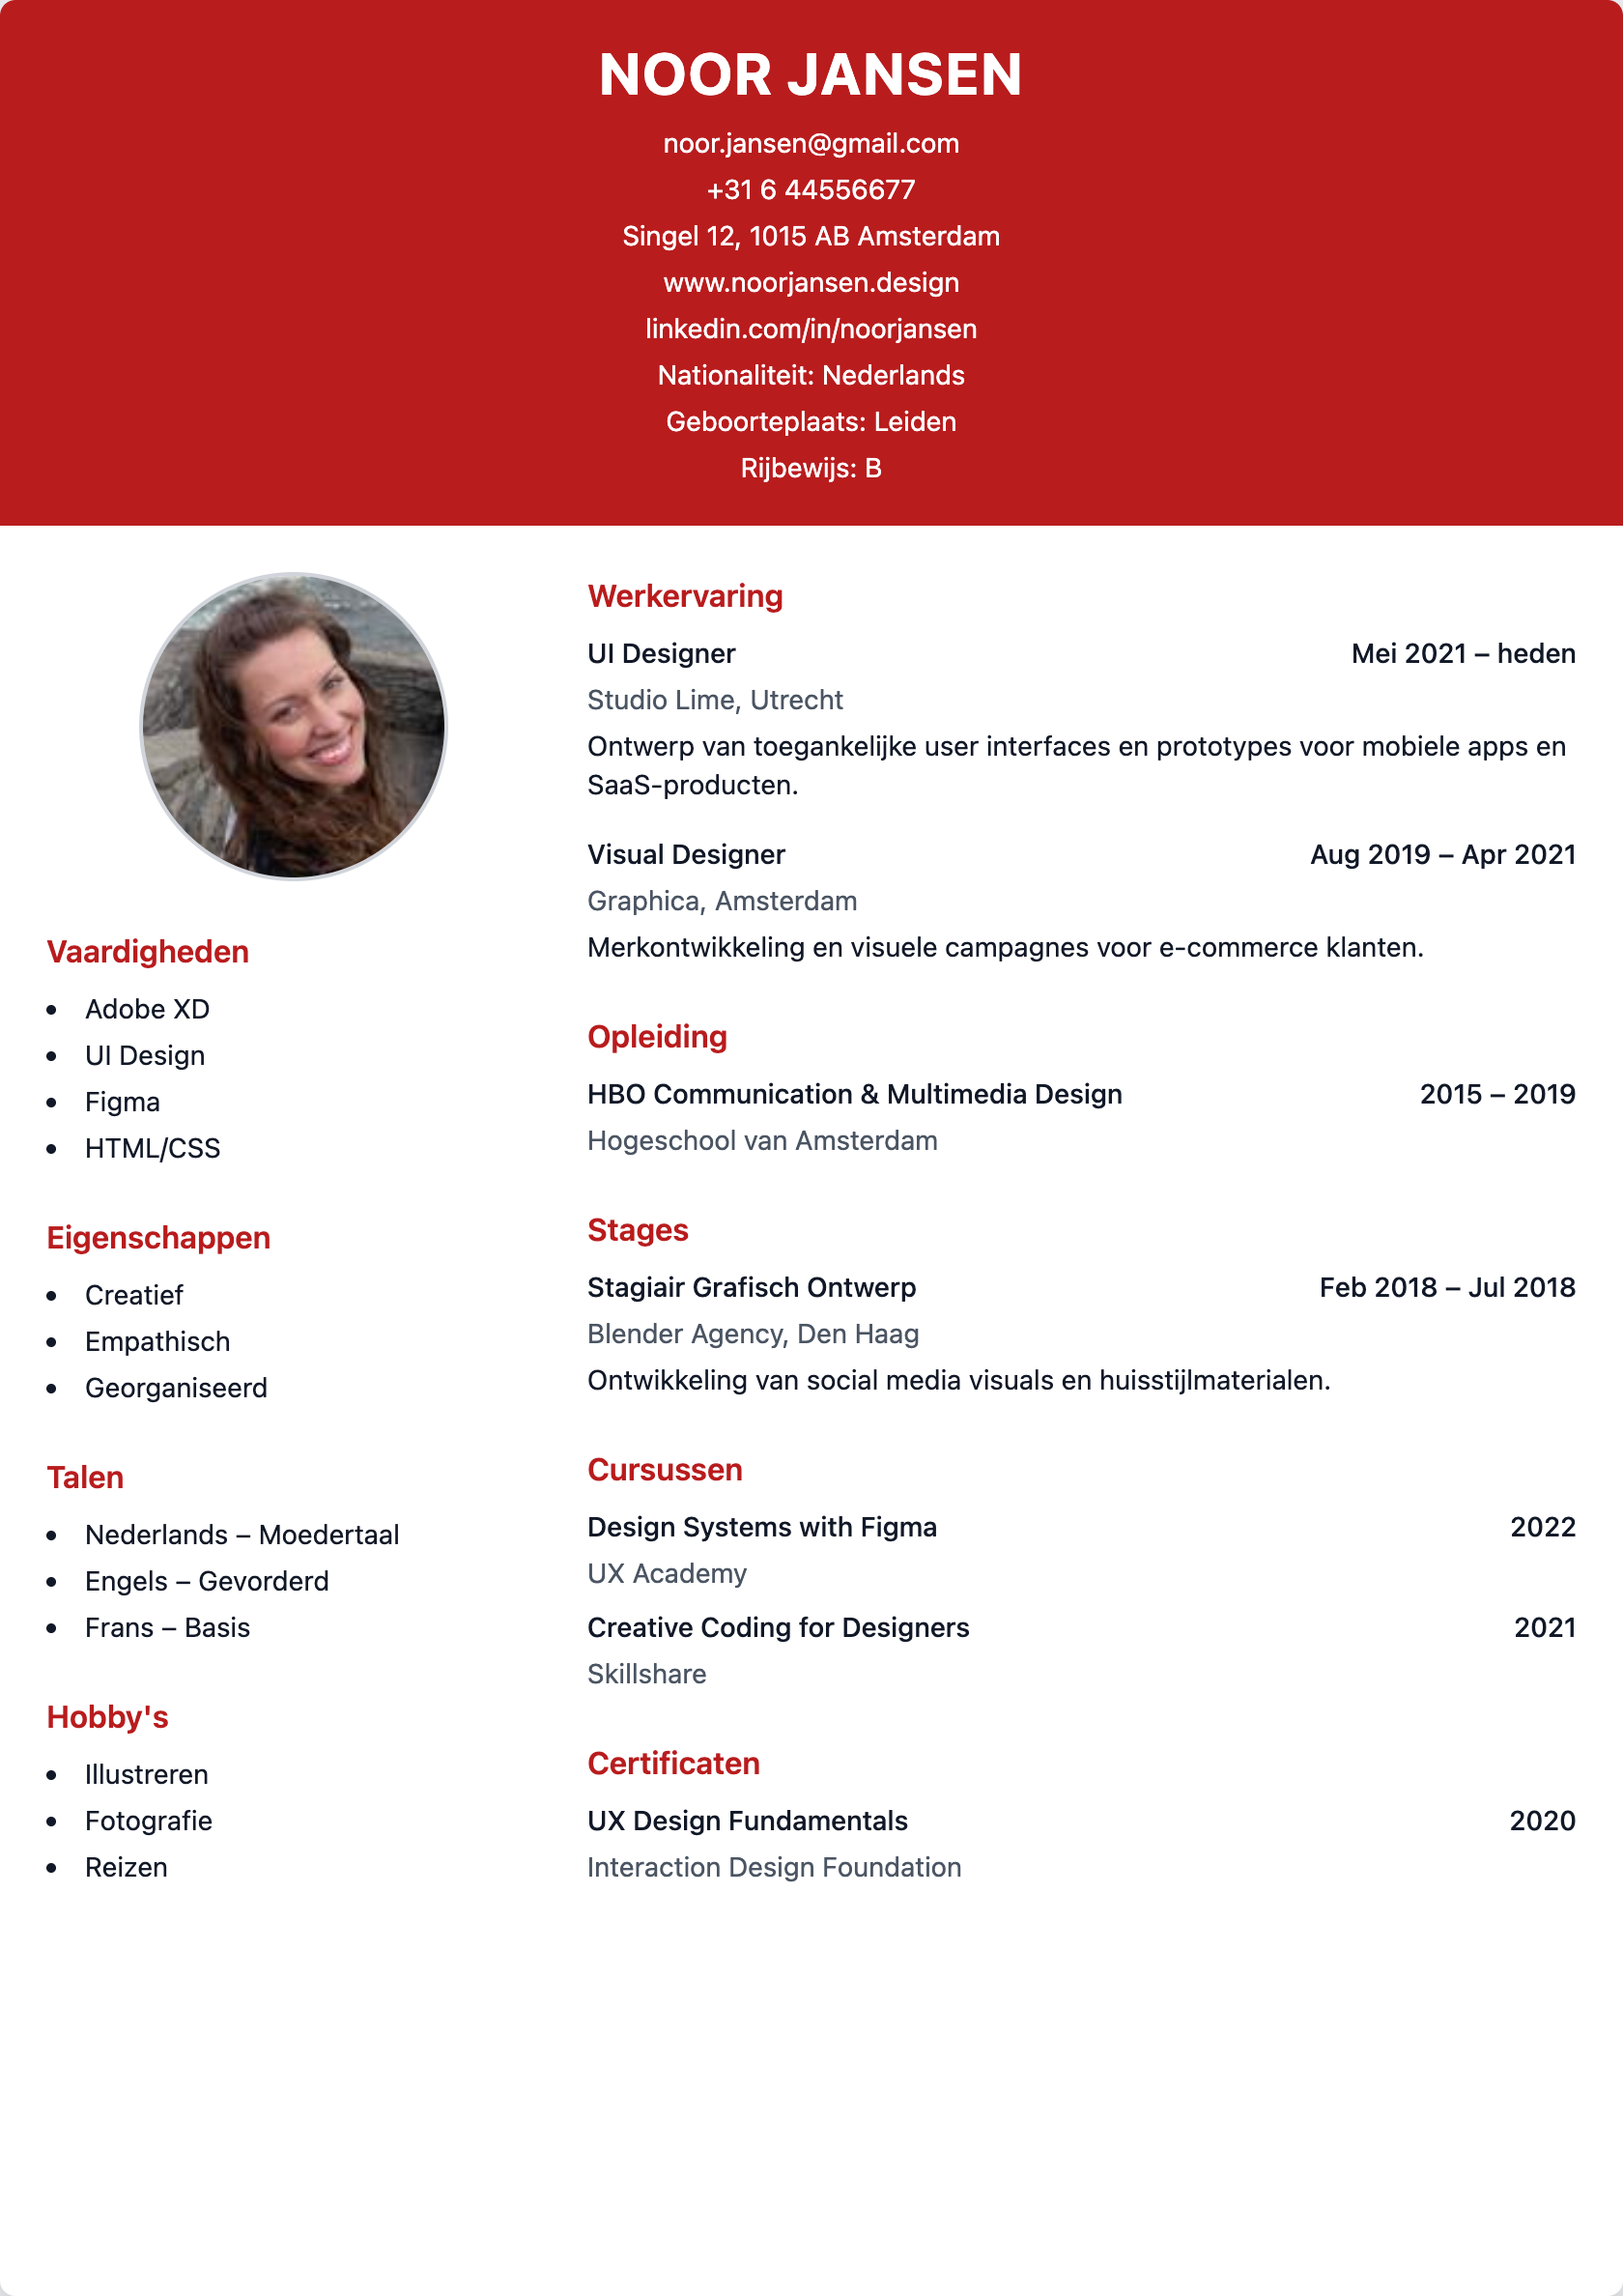 NOOR JANSEN
noor.jansen@gmail.com
+31 6 44556677
Singel 12, 1015 AB Amsterdam
www.noorjansen.design
linkedin.com/in/noorjansen
Nationaliteit: Nederlands
Geboorteplaats: Leiden
Rijbewijs: B
Vaardigheden
• Adobe XD
• UI Design
• Figma
• HTML/CSS
Eigenschappen
• Creatief
• Empathisch
• Georganiseerd
Talen
• Nederlands – Moedertaal
• Engels – Gevorderd
• Frans – Basis
Hobby's
• Illustreren
• Fotografie
• Reizen
Werkervaring
UI Designer Mei 2021 – heden
Studio Lime, Utrecht
Ontwerp van toegankelijke user interfaces en prototypes voor mobiele apps en
SaaS-producten.
Visual Designer Aug 2019 – Apr 2021
Graphica, Amsterdam
Merkontwikkeling en visuele campagnes voor e-commerce klanten.
Opleiding
HBO Communication & Multimedia Design 2015 – 2019
Hogeschool van Amsterdam
Stages
Stagiair Grafisch Ontwerp Feb 2018 – Jul 2018
Blender Agency, Den Haag
Ontwikkeling van social media visuals en huisstijlmaterialen.
Cursussen
Design Systems with Figma 2022
UX Academy
Creative Coding for Designers 2021
Skillshare
Certificaten
UX Design Fundamentals 2020
Interaction Design Foundation